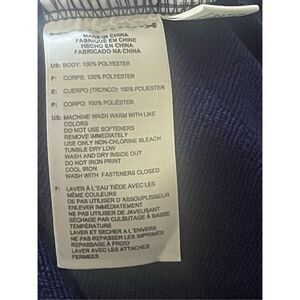 MADE IN CHINA
FABRIQUÉ EN CHINE
HECHO EN CHINA
FABRICADO NA CHINA
US: BODY: 100% POLYESTER
F: CORPS: 100% POLYESTER
E: CUERPO (TRONCO): 100% POLIESTER
P: CORPO: 100% POLIÉSTER
US: MACHINE WASH WARM WITH LIKE
COLORS
DO NOT USE SOFTENERS
REMOVE IMMEDIATELY
USE ONLY NON-CHLORINE BLEACH
TUMBLE DRY LOW
WASH AND DRY INSIDE OUT
DO NOT IRON PRINT
COOL IRON
WASH WITH FASTENERS CLOSED
F: LAVER À L'EAU TIÈDE AVEC LES
MÊME COULEURS
DE PAS UTILISER D'ASSOUPLISSEUR
ENLEVER IMMÉDIATEMENT
NE PAS UTILISER DE JAVELISANT
SÉCHAGE PAR CULBUTAGE À BASSE
TEMPÉRATURE
LAVER ET SECHER A L'ENVERS
NE PAS REPASSER LES IMPRIMÉS
REPASSAGE À FROID
LAVER AVEC LES ATTACHES
FERMEES